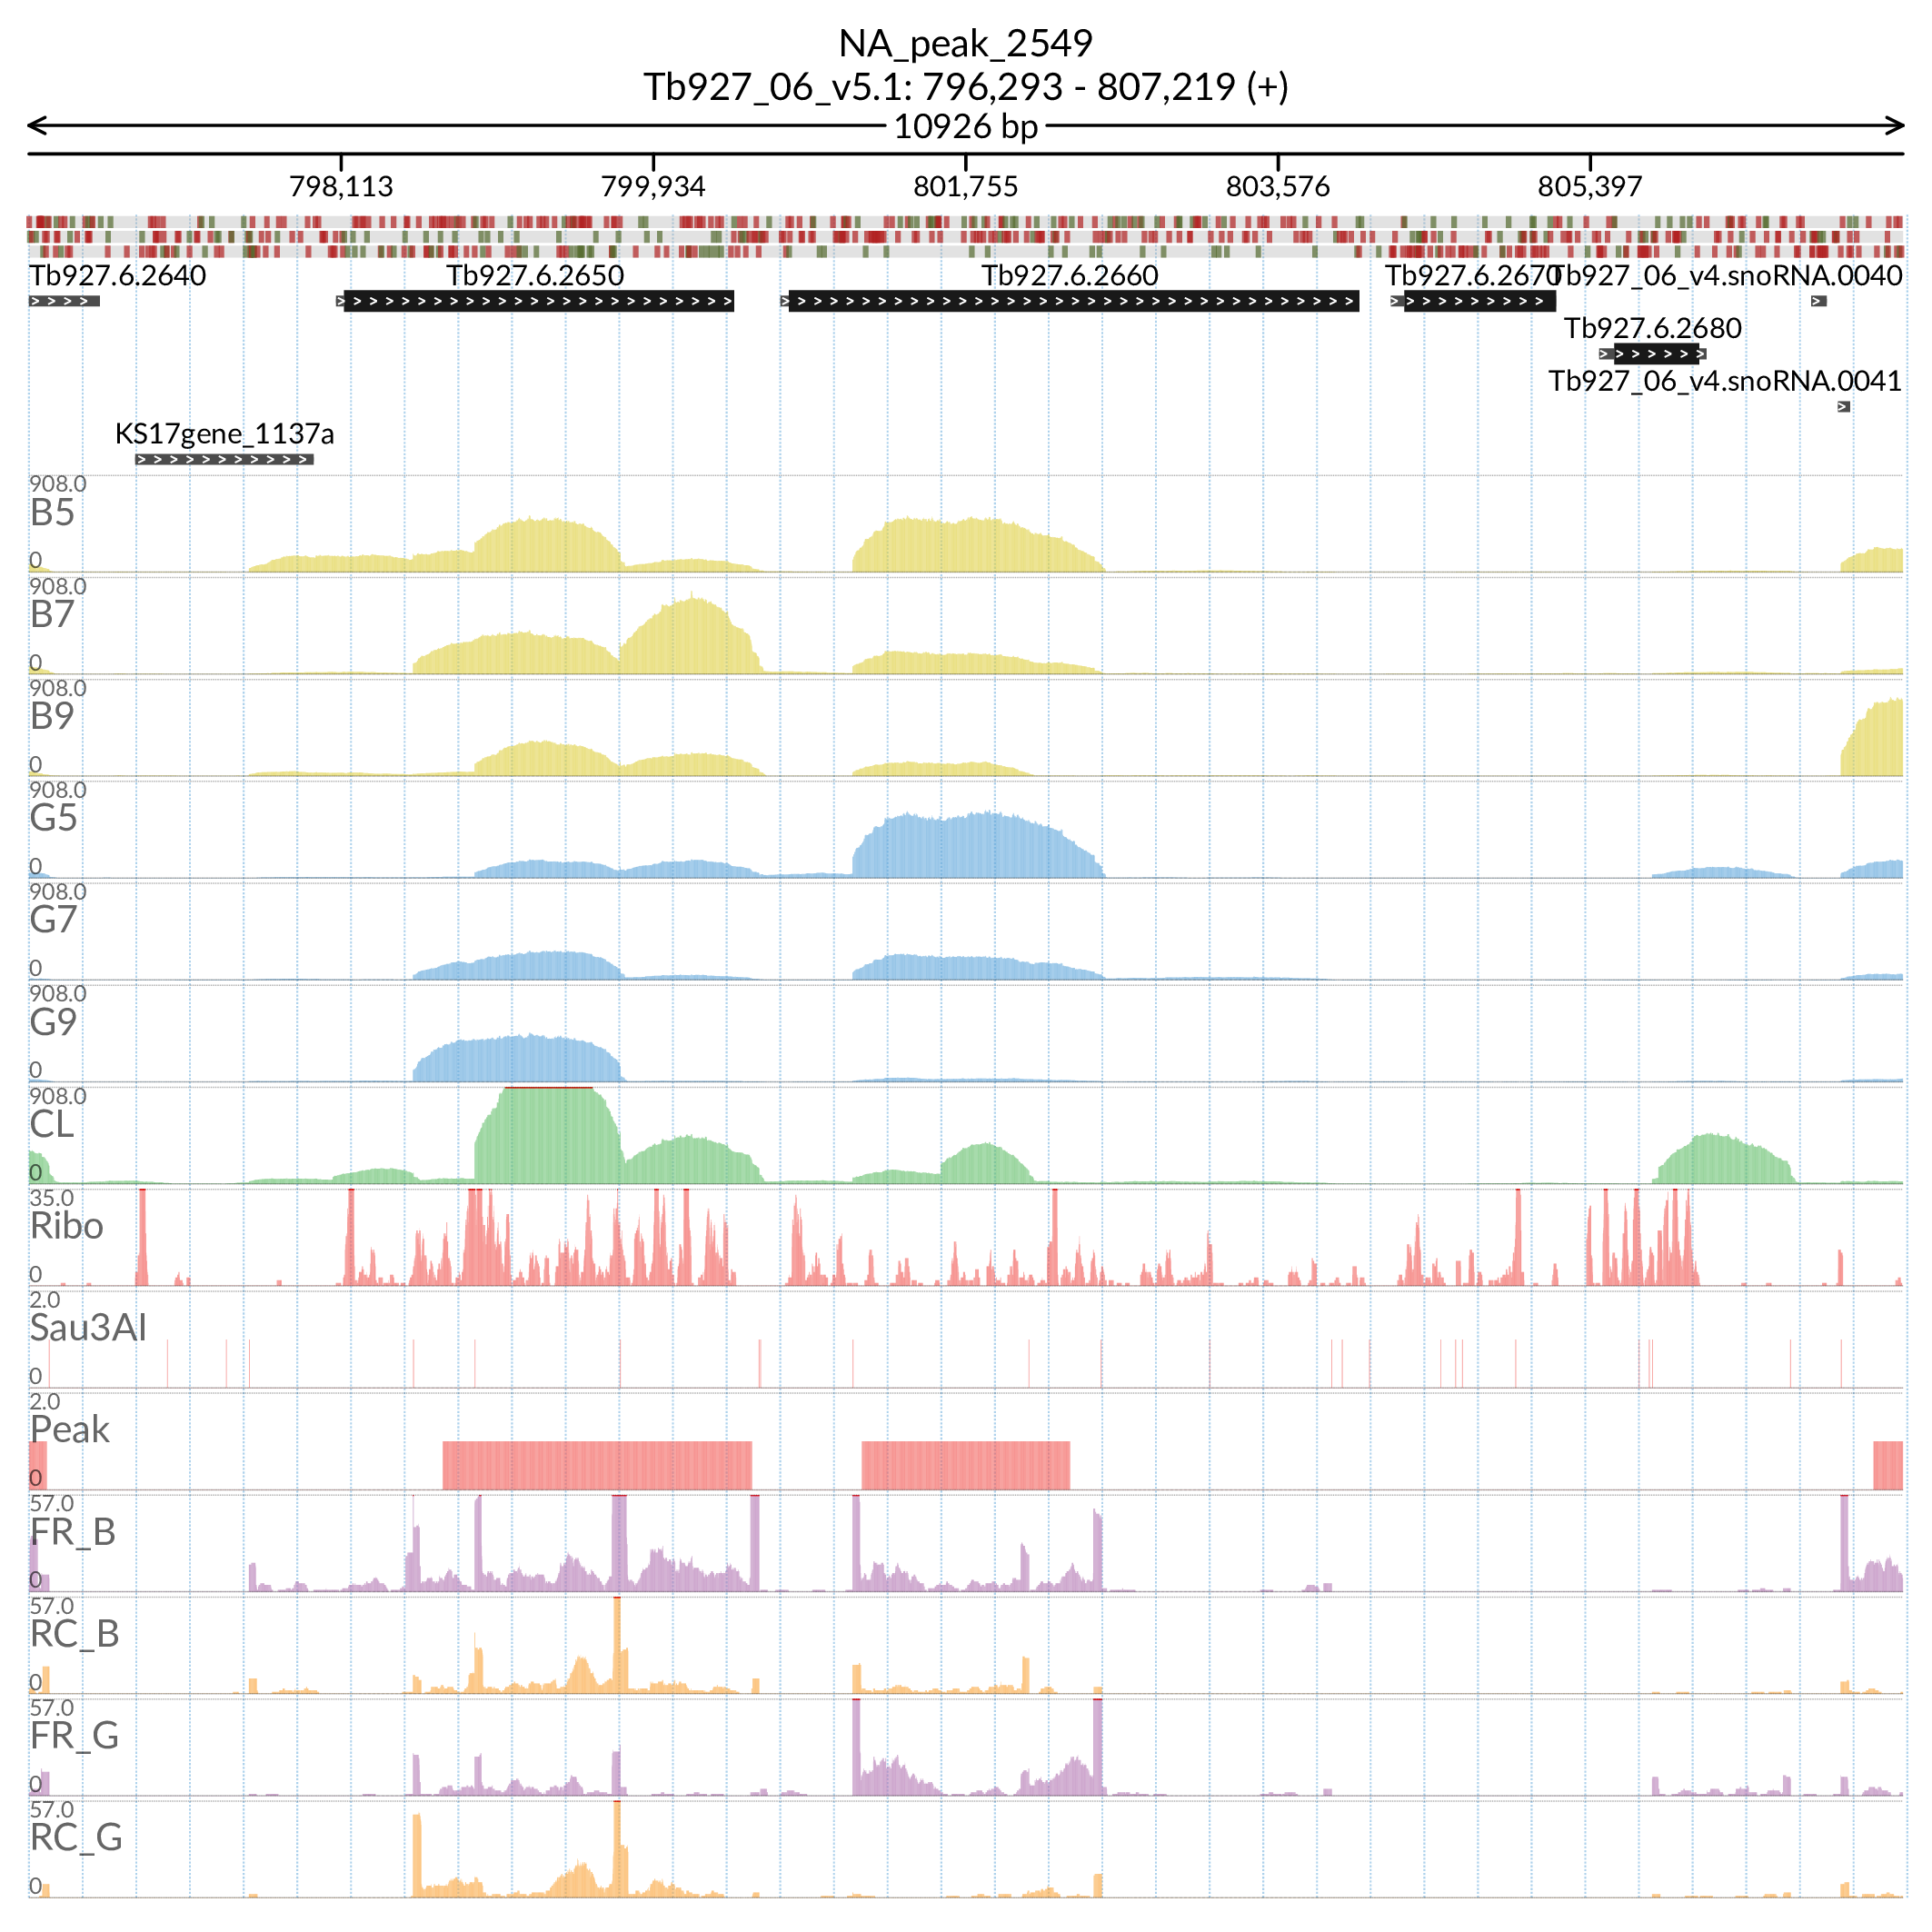 NA_peak_2549
Tb927_06_v5.1: 796,293 - 807,219 (+)
10926 bp
798,113 799,934 801,755 803,576 805,397
Tb927.6.2640 Tb927.6.2650 Tb927.6.2660 Tb927.6.2670 Tb927_06_v4.snoRNA.0040
Tb927.6.2680
Tb927_06_v4.snoRNA.0041
KS17gene_1137a
908.0
B5
0
908.0
B7
0
908.0
B9
0
908.0
G5
0
908.0
G7
0
908.0
G9
0
908.0
CL
0
35.0
Ribo
0
2.0
Sau3AI
0
2.0
Peak
0
57.0
FR_B
0
57.0
RC_B
0
57.0
FR_G
0
57.0
RC_G
0